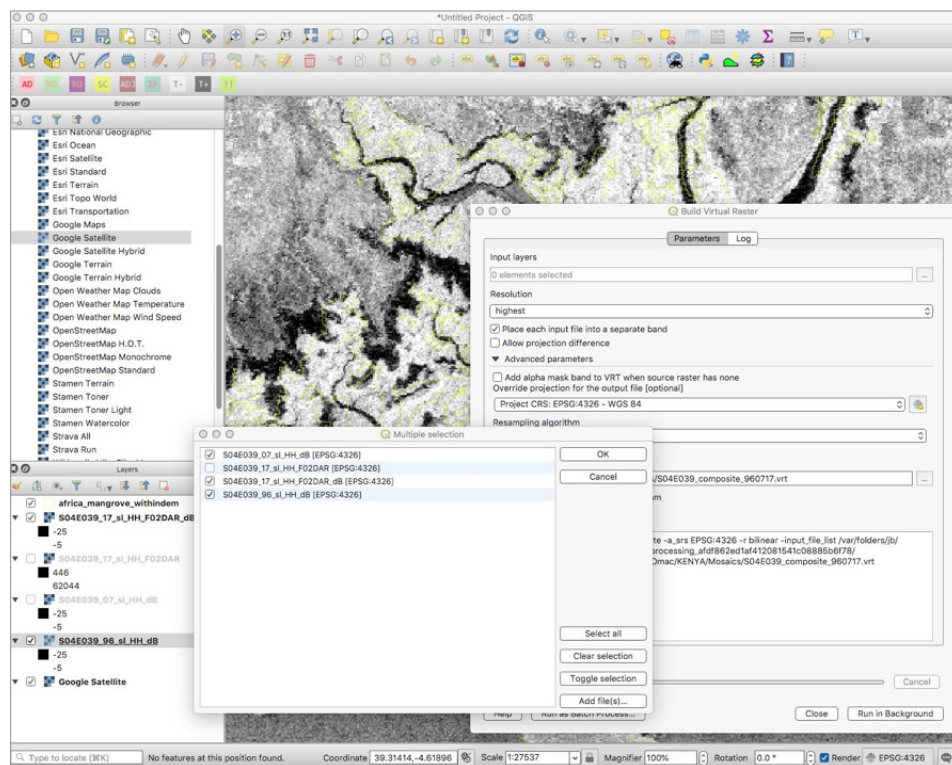 *Untitled Project - QGIS
AD
RO
SC
ADJ
2P
T-
T+
Browser
Esri National Geographic
Esri Ocean
Esri Satellite
Esri Standard
Esri Terrain
Esri Topo World
Esri Transportation
Google Maps
Google Satellite
Google Satellite Hybrid
Google Terrain
Google Terrain Hybrid
Open Weather Map Clouds
Open Weather Map Temperature
Open Weather Map Wind Speed
OpenStreetMap
OpenStreetMap H.O.T.
OpenStreetMap Monochrome
OpenStreetMap Standard
Stamen Terrain
Stamen Toner
Stamen Toner Light
Stamen Watercolor
Strava All
Strava Run
Layers
africa_mangrove_withindem
S04E039_17_sl_HH_F02DAR_dB
-25
-5
S04E039_17_sl_HH_F02DAR
446
62044
S04E039_07_sl_HH_dB
-25
-5
S04E039_96_sl_HH_dB
-25
-5
Google Satellite
Build Virtual Raster
Parameters Log
Input layers
0 elements selected
Resolution
highest
Place each input file into a separate band
Allow projection difference
Advanced parameters
Add alpha mask band to VRT when source raster has none
Override projection for the output file [optional]
Project CRS: EPSG:4326 - WGS 84
Resampling algorithm
s/S04E039_composite_960717.vrt
te -a_srs EPSG:4326 -r bilinear -input_file_list /var/folders/jb/
processing_afdf862ed1af412081541c08885b6f78/
Omac/KENYA/Mosaics/S04E039_composite_960717.vrt
Cancel
Help Run as Batch Process... Close Run in Background
Multiple selection
S04E039_07_sl_HH_dB [EPSG:4326]
S04E039_17_sl_HH_F02DAR [EPSG:4326]
S04E039_17_sl_HH_F02DAR_dB [EPSG:4326]
S04E039_96_sl_HH_dB [EPSG:4326]
OK
Cancel
Select all
Clear selection
Toggle selection
Add file(s)...
Type to locate (⌘K) No features at this position found. Coordinate 39.31414,-4.61896 Scale 1:27537 Magnifier 100% Rotation 0.0 ° Render EPSG:4326